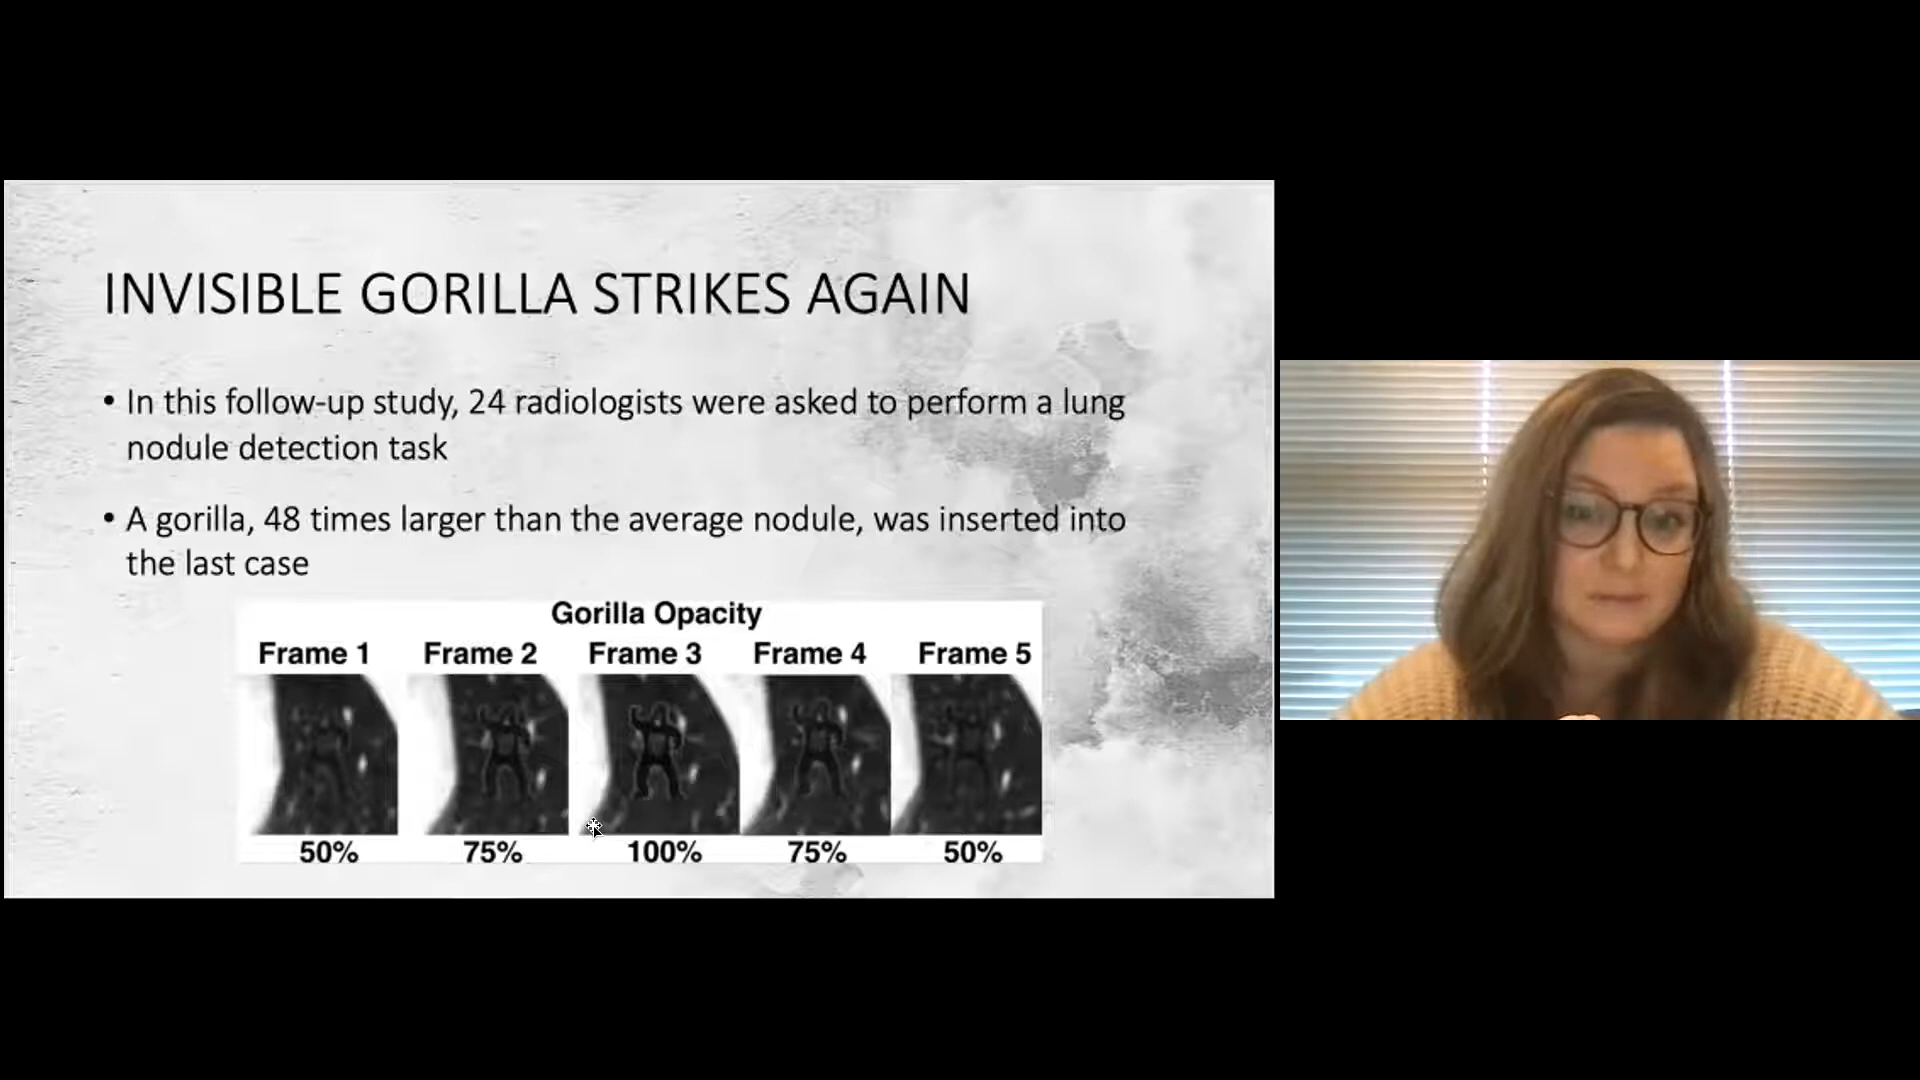 INVISIBLE GORILLA STRIKES AGAIN
• In this follow-up study, 24 radiologists were asked to perform a lung
nodule detection task
• A gorilla, 48 times larger than the average nodule, was inserted into
the last case
Gorilla Opacity
Frame 1 Frame 2 Frame 3 Frame 4 Frame 5
50% 75% 100% 75% 50%